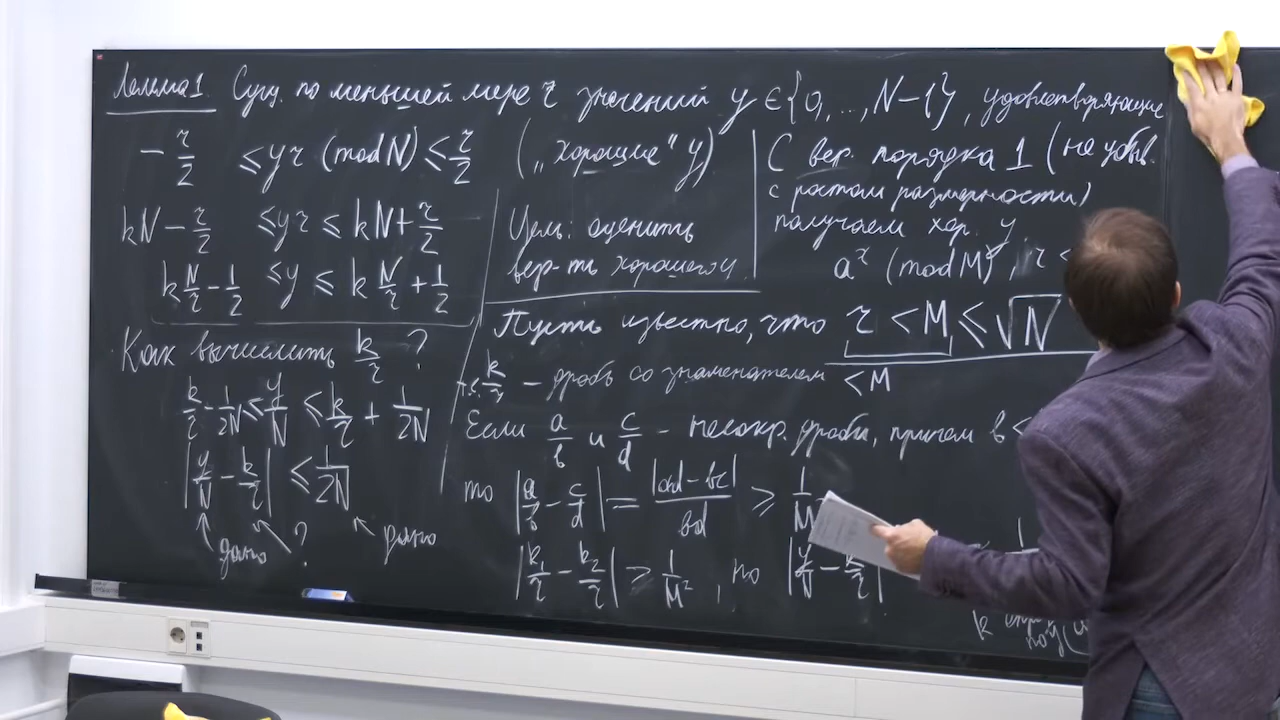 Лемма 1. Сущ. по меньшей мере r значений y ∈ {0, ..., N-1}, удовлетворяющие
-r/2 ≤ yr (mod N) ≤ r/2 („хорошие" y)
kN - r/2 ≤ yr ≤ kN + r/2
k N/r - 1/2 ≤ y ≤ k N/r + 1/2
Как вычислить k/r ?
k/r - 1/2N ≤ y/N ≤ k/r + 1/2N
|y/N - k/r| ≤ 1/2N
дано ? дано
Цель: оценить
вер-ть хорошего y
С вер. порядка 1 (не убыв.
с ростом размерности)
получаем хор. y
a^r (mod M), r <
Пусть известно, что r < M ≤ √N
т.е. k/r - дробь со знаменателем < M
Если a/b и c/d - несокр. дроби, причем b <
то |a/b - c/d| = |ad - bc|/bd ≥ 1/M
|k₁/r - k₂/r| > 1/M², но |y/N - k/r|
k